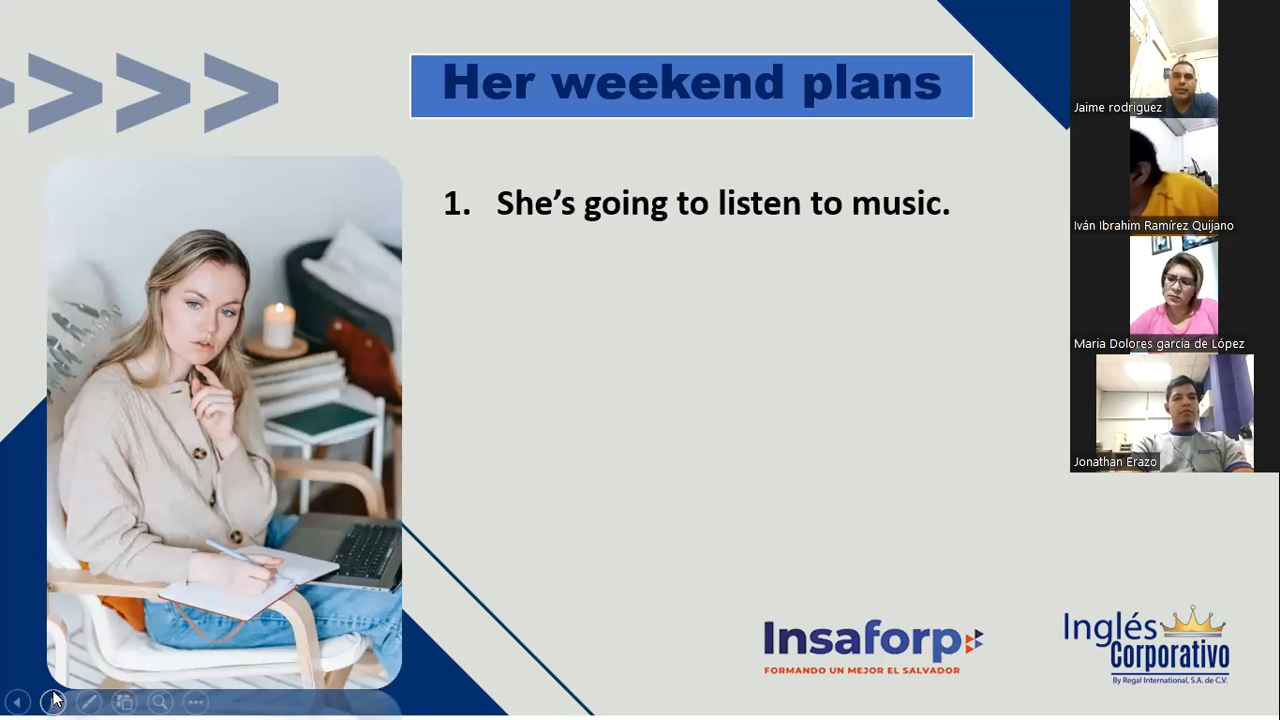 Her weekend plans
1. She's going to listen to music.
Jaime rodriguez
Iván Ibrahim Ramírez Quijano
Maria Dolores garcia de López
Jonathan Erazo
Insaforp
FORMANDO UN MEJOR EL SALVADOR
Inglés
Corporativo
By Regal International, S.A. de C.V.